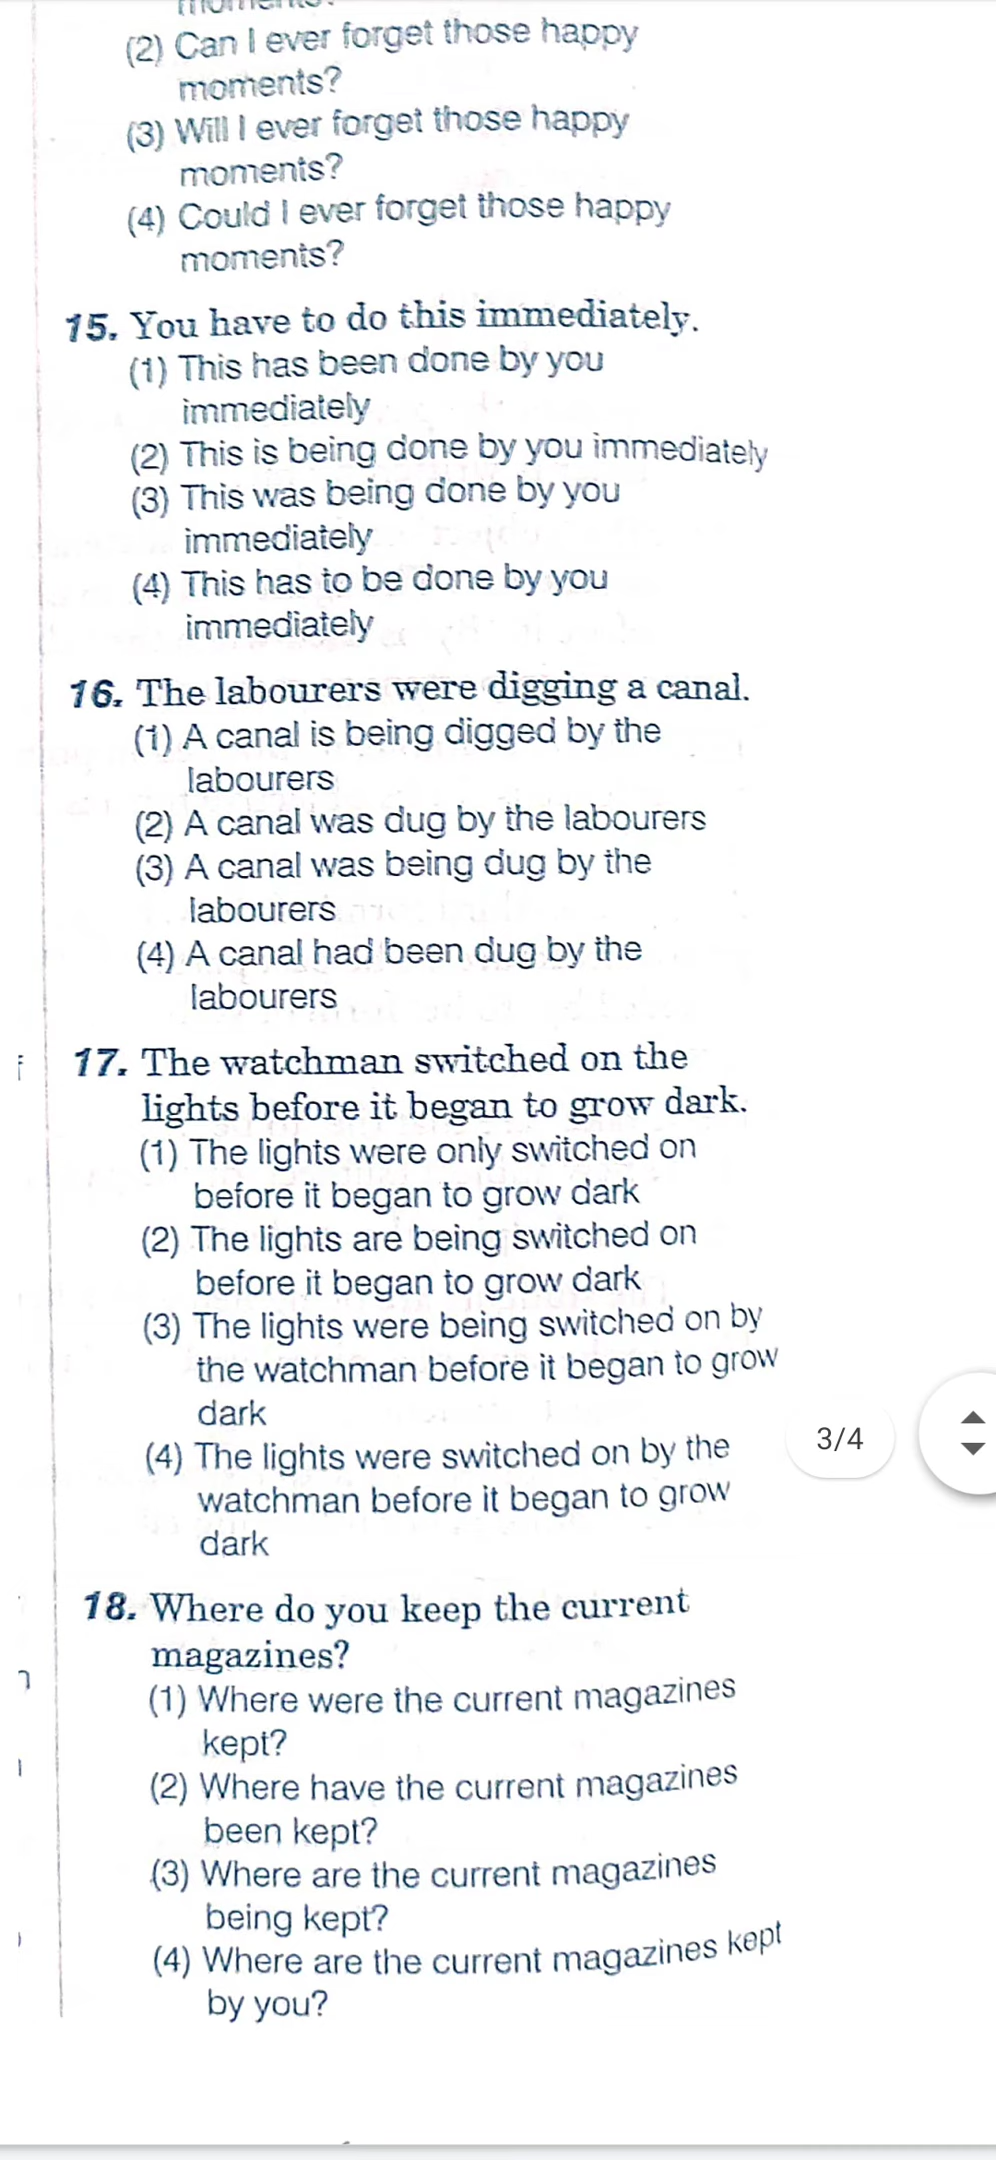 moments?
(2) Can I ever forget those happy
moments?
(3) Will I ever forget those happy
moments?
(4) Could I ever forget those happy
moments?
15. You have to do this immediately.
(1) This has been done by you
immediately
(2) This is being done by you immediately
(3) This was being done by you
immediately
(4) This has to be done by you
immediately
16. The labourers were digging a canal.
(1) A canal is being digged by the
labourers
(2) A canal was dug by the labourers
(3) A canal was being dug by the
labourers
(4) A canal had been dug by the
labourers
17. The watchman switched on the
lights before it began to grow dark.
(1) The lights were only switched on
before it began to grow dark
(2) The lights are being switched on
before it began to grow dark
(3) The lights were being switched on by
the watchman before it began to grow
dark
3/4
(4) The lights were switched on by the
watchman before it began to grow
dark
18. Where do you keep the current
magazines?
(1) Where were the current magazines
kept?
(2) Where have the current magazines
been kept?
(3) Where are the current magazines
being kept?
(4) Where are the current magazines kept
by you?